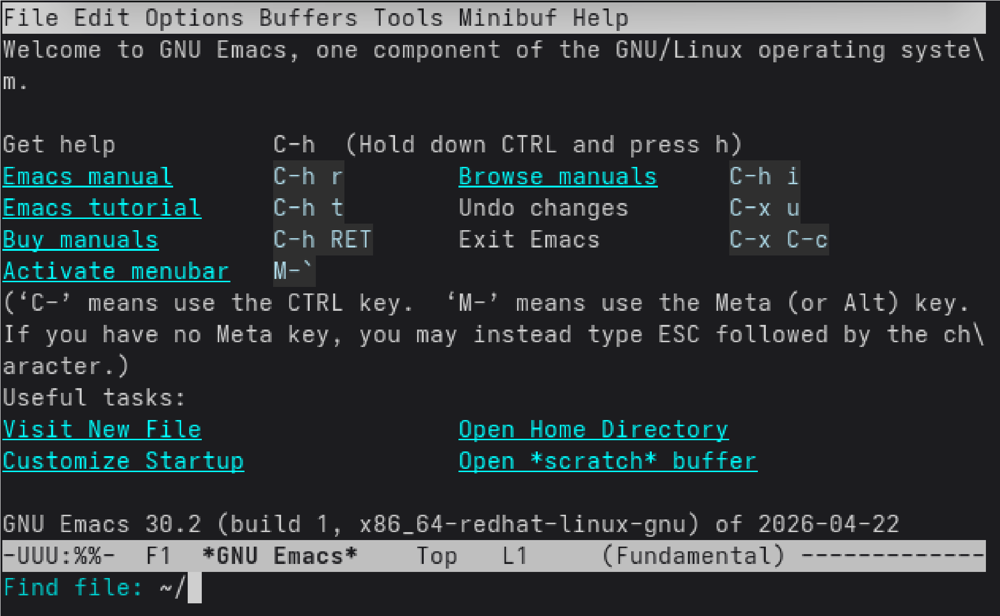 File Edit Options Buffers Tools Minibuf Help
Welcome to GNU Emacs, one component of the GNU/Linux operating syste\
m.
Get help                C-h  (Hold down CTRL and press h)
Emacs manual       C-h r        Browse manuals     C-h i
Emacs tutorial     C-h t        Undo changes       C-x u
Buy manuals        C-h RET      Exit Emacs         C-x C-c
Activate menubar   M-`
(‘C-’ means use the CTRL key.  ‘M-’ means use the Meta (or Alt) key.
If you have no Meta key, you may instead type ESC followed by the ch\
aracter.)
Useful tasks:
Visit New File                  Open Home Directory
Customize Startup               Open *scratch* buffer
GNU Emacs 30.2 (build 1, x86_64-redhat-linux-gnu) of 2026-04-22
-UUU:%%-  F1  *GNU Emacs*    Top   L1     (Fundamental) -------------
Find file: ~/